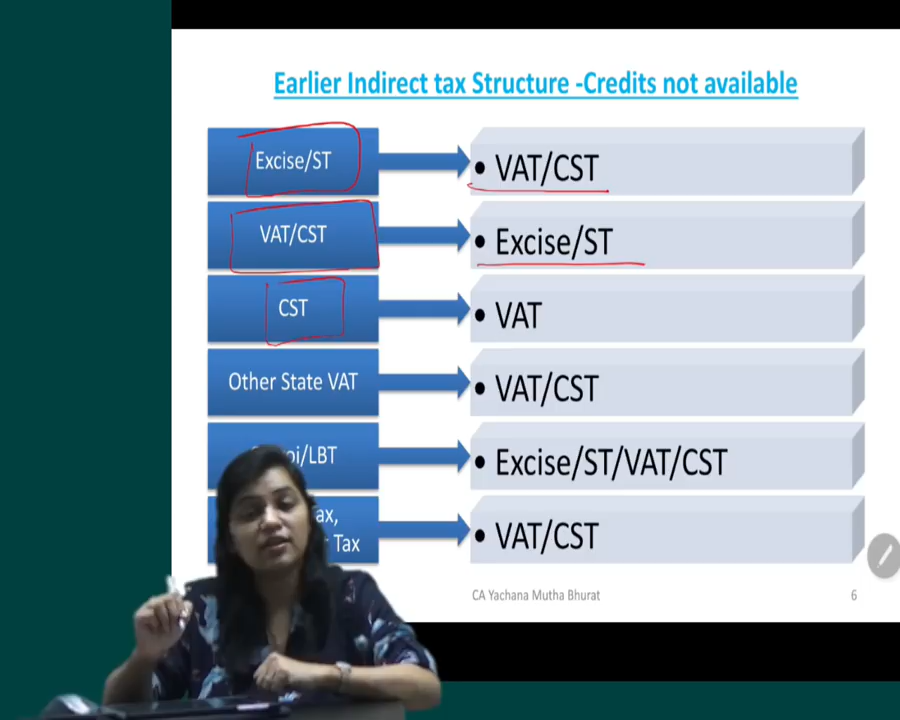 Earlier Indirect tax Structure -Credits not available
Excise/ST
• VAT/CST
VAT/CST
• Excise/ST
CST
• VAT
Other State VAT
• VAT/CST
• Excise/ST/VAT/CST
Tax
• VAT/CST
CA Yachana Mutha Bhurat
6